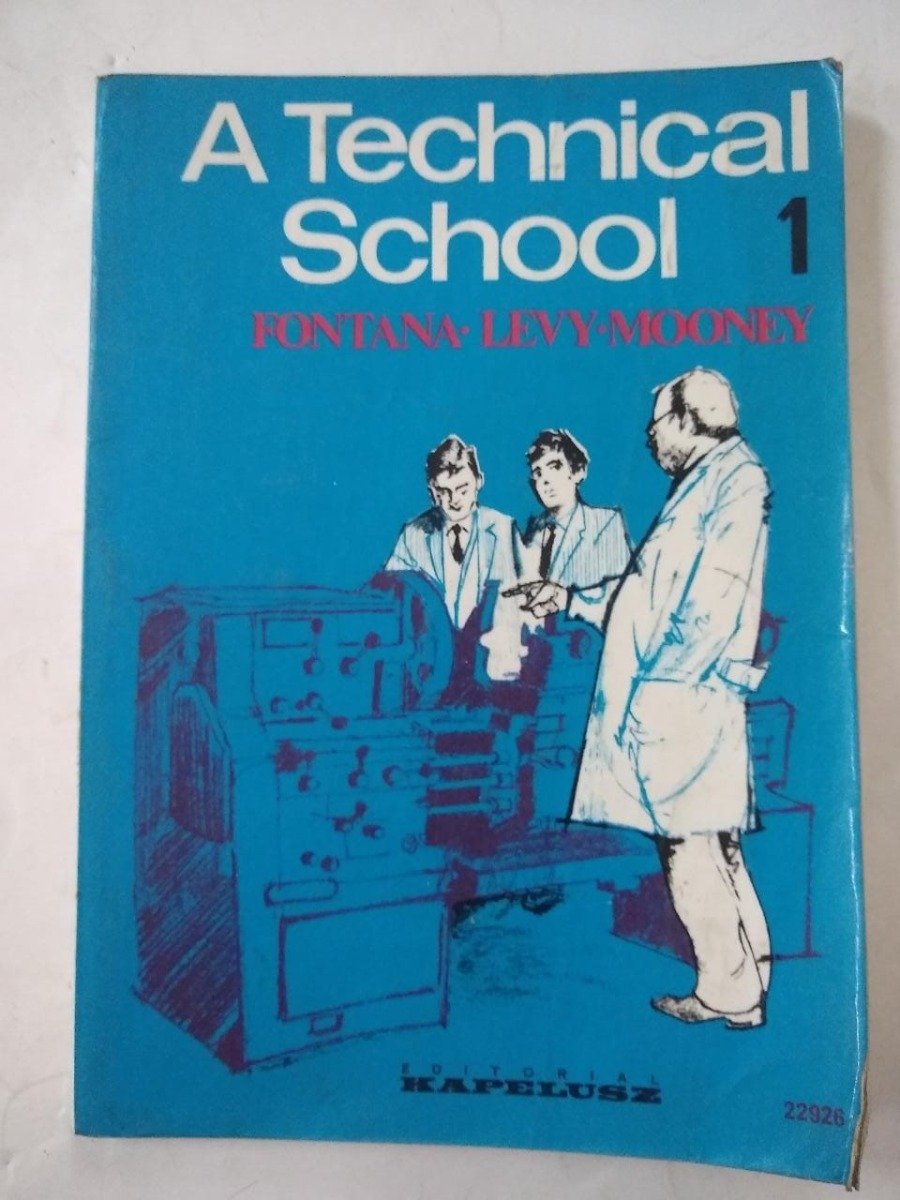 A Technical
School 1
FONTANA · LEVY · MOONEY
EDITORIAL
KAPELUSZ
22926